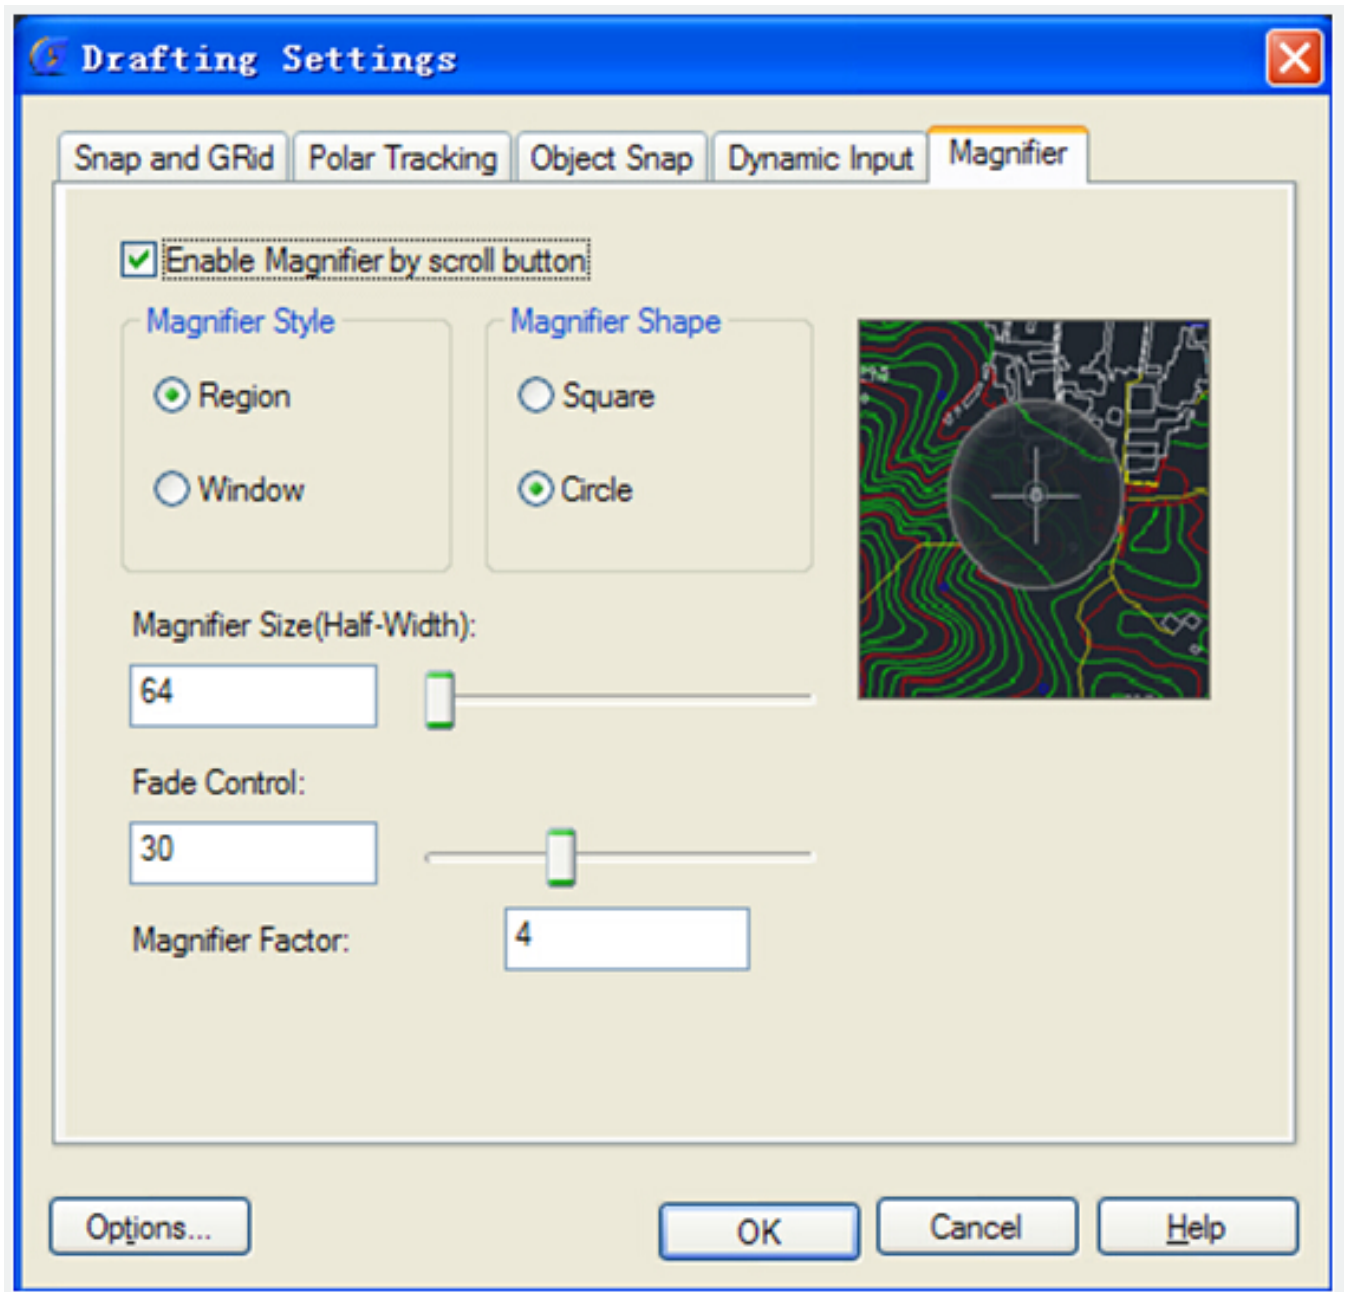 Drafting Settings
Snap and GRid Polar Tracking Object Snap Dynamic Input Magnifier
Enable Magnifier by scroll button
Magnifier Style Magnifier Shape
Region Square
Window Circle
Magnifier Size(Half-Width):
64
Fade Control:
30
Magnifier Factor: 4
Options... OK Cancel Help